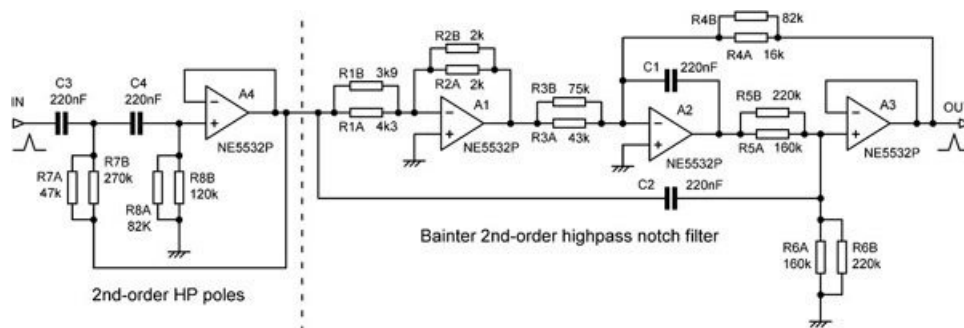 R4B
82k
R4A
16k
R2B 2k
R2A 2k
C1 220nF
C3
220nF
C4
220nF
A4
R1B 3k9
R1A 4k3
A1
R3B 75k
R3A 43k
A2
R5B 220k
R5A 160k
A3
IN
OUT
NE5532P
NE5532P
NE5532P
NE5532P
R7A
47k
R7B
270k
R8A
82K
R8B
120k
C2 220nF
R6A
160k
R6B
220k
Bainter 2nd-order highpass notch filter
2nd-order HP poles